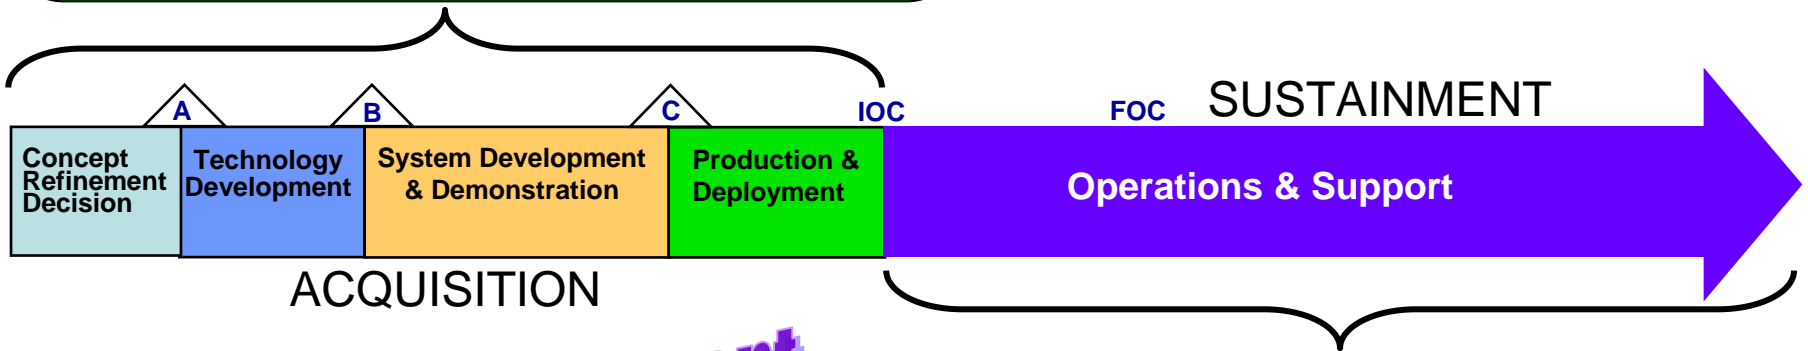 SUSTAINMENT
A
B
C
IOC
FOC
Concept
Refinement
Decision
Technology
Development
System Development
& Demonstration
Production &
Deployment
Operations & Support
ACQUISITION